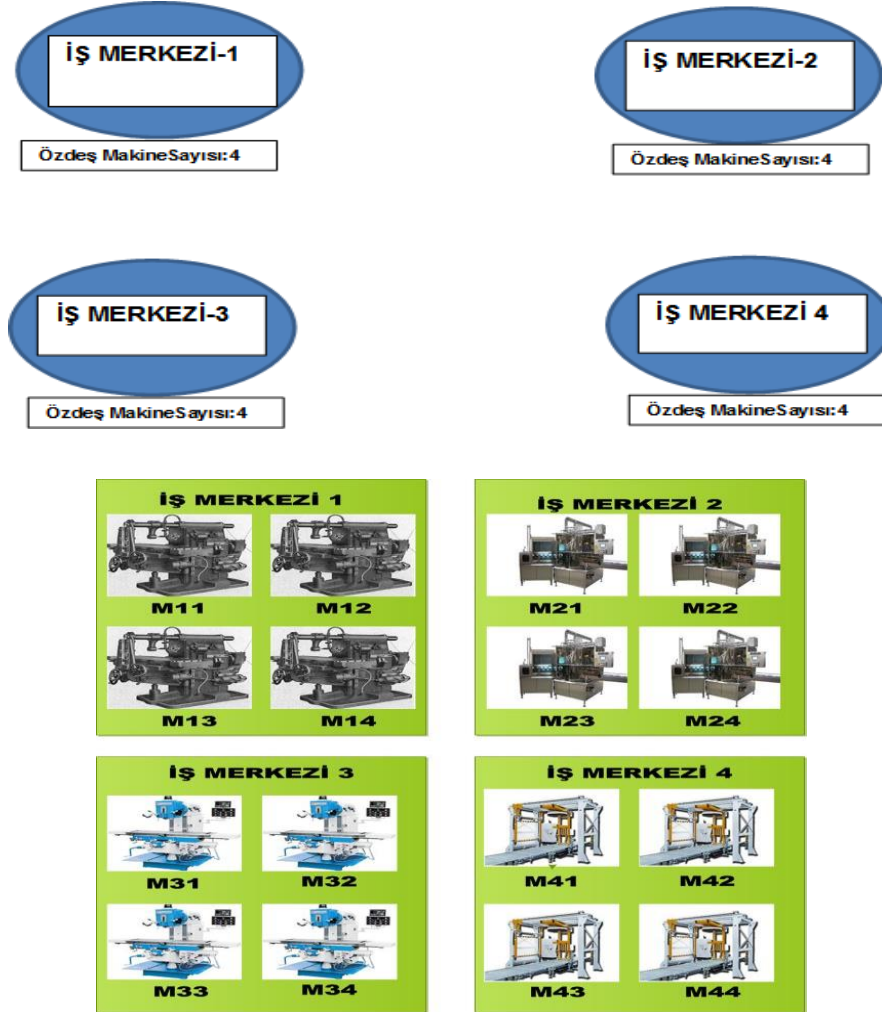 İŞ MERKEZİ-1
İŞ MERKEZİ-2
Özdeş MakineSayısı:4
Özdeş MakineSayısı:4
İŞ MERKEZİ-3
İŞ MERKEZİ 4
Özdeş MakineSayısı:4
Özdeş MakineSayısı:4
İŞ MERKEZİ 1
M11 M12
M13 M14
İŞ MERKEZİ 2
M21 M22
M23 M24
İŞ MERKEZİ 3
M31 M32
M33 M34
İŞ MERKEZİ 4
M41 M42
M43 M44